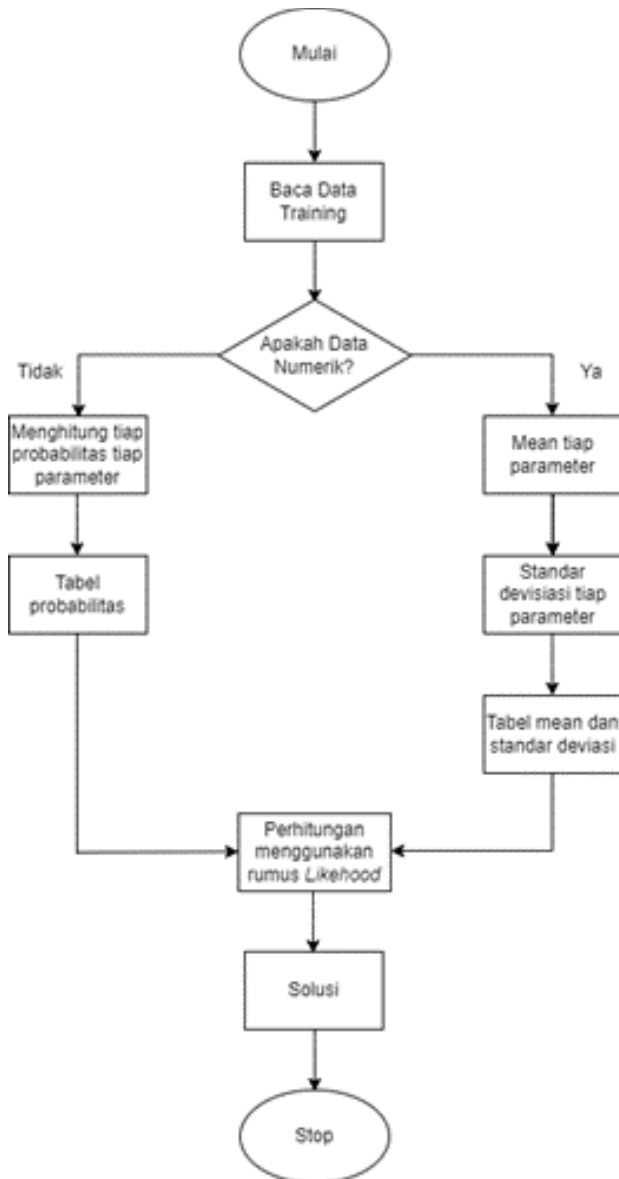 Mulai
Baca Data
Training
Apakah Data
Numerik?
Tidak
Ya
Menghitung tiap
probabilitas tiap
parameter
Mean tiap
parameter
Tabel
probabilitas
Standar
devisiasi tiap
parameter
Tabel mean dan
standar deviasi
Perhitungan
menggunakan
rumus Likehood
Solusi
Stop